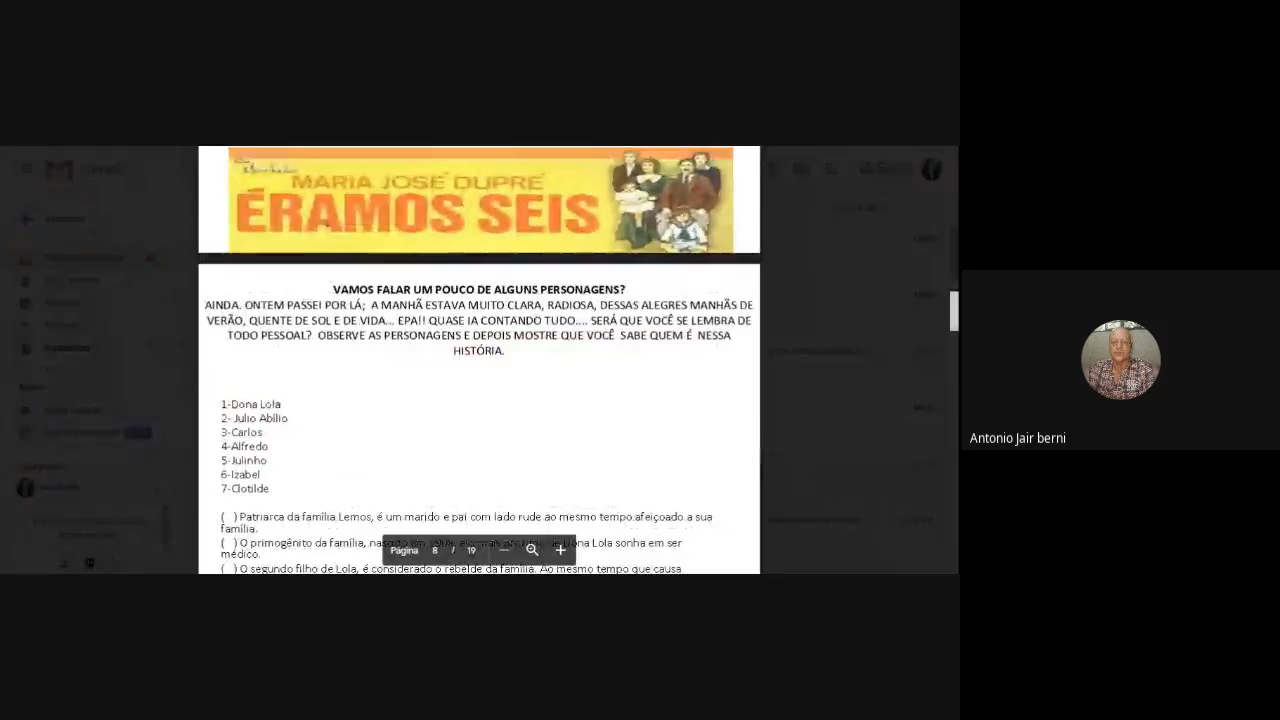 MARIA JOSÉ DUPRÉ
ÉRAMOS SEIS
VAMOS FALAR UM POUCO DE ALGUNS PERSONAGENS?
AINDA. ONTEM PASSEI POR LÁ; A MANHÃ ESTAVA MUITO CLARA, RADIOSA, DESSAS ALEGRES MANHÃS DE
VERÃO, QUENTE DE SOL E DE VIDA... EPA!! QUASE IA CONTANDO TUDO.... SERÁ QUE VOCÊ SE LEMBRA DE
TODO PESSOAL? OBSERVE AS PERSONAGENS E DEPOIS MOSTRE QUE VOCÊ SABE QUEM É NESSA
HISTÓRIA.
1-Dona Lola
2- Julio Abílio
3-Carlos
4-Alfredo
5-Julinho
6-Izabel
7-Clotilde
( ) Patriarca da família Lemos, é um marido e pai com lado rude ao mesmo tempo afeiçoado a sua
família.
( ) O primogênito da família, Dona Lola sonha em ser
médico.
( ) O segundo filho de Lola, é considerado o rebelde da família. Ao mesmo tempo que causa
Página 8 / 19
Antonio Jair berni